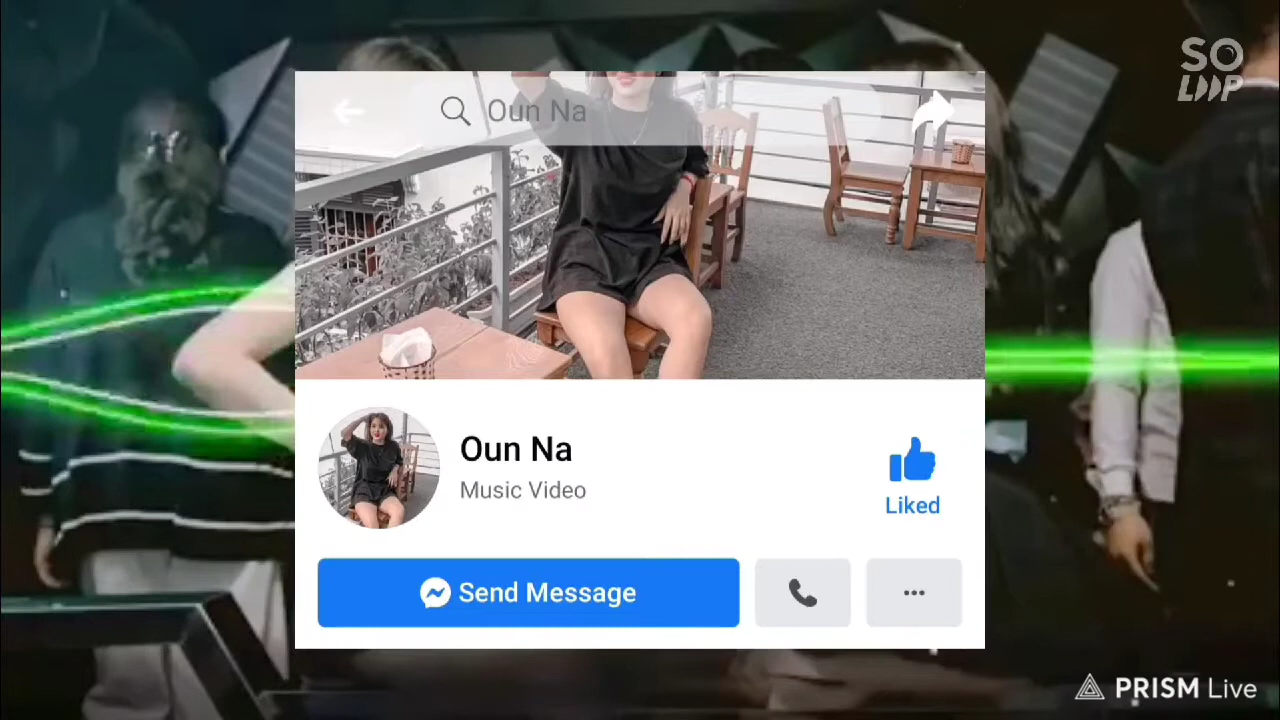 SO
LOOP
Oun Na
Oun Na
Music Video
Liked
Send Message
PRISM Live